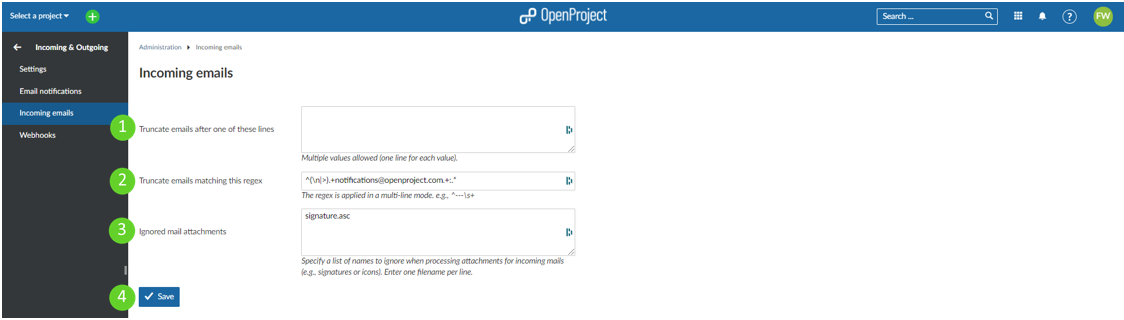 Select a project
OpenProject
Search ...
?
FW
Incoming & Outgoing
Administration
Incoming emails
Settings
Email notifications
Incoming emails
Webhooks
Incoming emails
1
Truncate emails after one of these lines
Multiple values allowed (one line for each value).
2
Truncate emails matching this regex
^(\n|>).+notifications@openproject.com.+:.*
The regex is applied in a multi-line mode. e.g., ^---\s+
3
Ignored mail attachments
signature.asc
Specify a list of names to ignore when processing attachments for incoming mails
(e.g., signatures or icons). Enter one filename per line.
4
Save